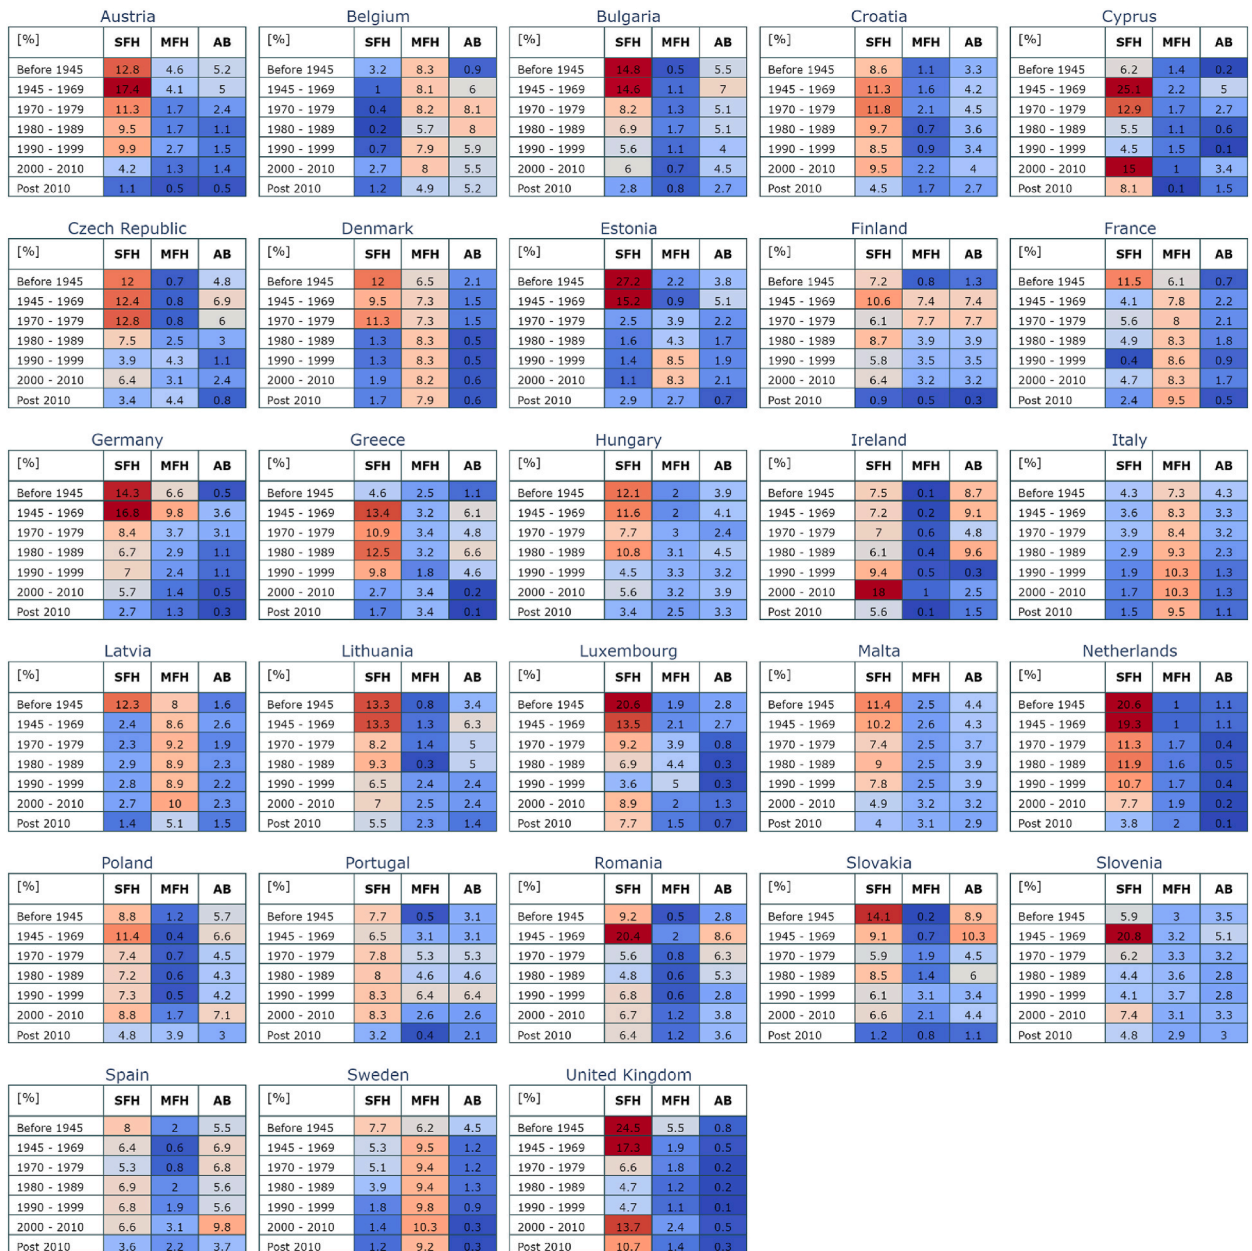 Austria Belgium Bulgaria Croatia Cyprus
[%] SFH MFH AB [%] SFH MFH AB [%] SFH MFH AB [%] SFH MFH AB [%] SFH MFH AB
Before 1945 12.8 4.6 5.2 Before 1945 3.2 8.3 0.9 Before 1945 14.8 0.5 5.5 Before 1945 8.6 1.1 3.3 Before 1945 6.2 1.4 0.2
1945 - 1969 17.4 4.1 5 1945 - 1969 1 8.1 6 1945 - 1969 14.6 1.1 7 1945 - 1969 11.3 1.6 4.2 1945 - 1969 25.1 2.2 5
1970 - 1979 11.3 1.7 2.4 1970 - 1979 0.4 8.2 8.1 1970 - 1979 8.2 1.3 5.1 1970 - 1979 11.8 2.1 4.5 1970 - 1979 12.9 1.7 2.7
1980 - 1989 9.5 1.7 1.1 1980 - 1989 0.2 5.7 8 1980 - 1989 6.9 1.7 5.1 1980 - 1989 9.7 0.7 3.6 1980 - 1989 5.5 1.1 0.6
1990 - 1999 9.9 2.7 1.5 1990 - 1999 0.7 7.9 5.9 1990 - 1999 5.6 1.1 4 1990 - 1999 8.5 0.9 3.4 1990 - 1999 4.5 1.5 0.1
2000 - 2010 4.2 1.3 1.4 2000 - 2010 2.7 8 5.5 2000 - 2010 6 0.7 4.5 2000 - 2010 9.5 2.2 4 2000 - 2010 15 1 3.4
Post 2010 1.1 0.5 0.5 Post 2010 1.2 4.9 5.2 Post 2010 2.8 0.8 2.7 Post 2010 4.5 1.7 2.7 Post 2010 8.1 0.1 1.5
Czech Republic Denmark Estonia Finland France
[%] SFH MFH AB [%] SFH MFH AB [%] SFH MFH AB [%] SFH MFH AB [%] SFH MFH AB
Before 1945 12 0.7 4.8 Before 1945 12 6.5 2.1 Before 1945 27.2 2.2 3.8 Before 1945 7.2 0.8 1.3 Before 1945 11.5 6.1 0.7
1945 - 1969 12.4 0.8 6.9 1945 - 1969 9.5 7.3 1.5 1945 - 1969 15.2 0.9 5.1 1945 - 1969 10.6 7.4 7.4 1945 - 1969 4.1 7.8 2.2
1970 - 1979 12.8 0.8 6 1970 - 1979 11.3 7.3 1.5 1970 - 1979 2.5 3.9 2.2 1970 - 1979 6.1 7.7 7.7 1970 - 1979 5.6 8 2.1
1980 - 1989 7.5 2.5 3 1980 - 1989 1.3 8.3 0.5 1980 - 1989 1.6 4.3 1.7 1980 - 1989 8.7 3.9 3.9 1980 - 1989 4.9 8.3 1.8
1990 - 1999 3.9 4.3 1.1 1990 - 1999 1.3 8.3 0.5 1990 - 1999 1.4 8.5 1.9 1990 - 1999 5.8 3.5 3.5 1990 - 1999 0.4 8.6 0.9
2000 - 2010 6.4 3.1 2.4 2000 - 2010 1.9 8.2 0.6 2000 - 2010 1.1 8.3 2.1 2000 - 2010 6.4 3.2 3.2 2000 - 2010 4.7 8.3 1.7
Post 2010 3.4 4.4 0.8 Post 2010 1.7 7.9 0.6 Post 2010 2.9 2.7 0.7 Post 2010 0.9 0.5 0.3 Post 2010 2.4 9.5 0.5
Germany Greece Hungary Ireland Italy
[%] SFH MFH AB [%] SFH MFH AB [%] SFH MFH AB [%] SFH MFH AB [%] SFH MFH AB
Before 1945 14.3 6.6 0.5 Before 1945 4.6 2.5 1.1 Before 1945 12.1 2 3.9 Before 1945 7.5 0.1 8.7 Before 1945 4.3 7.3 4.3
1945 - 1969 16.8 9.8 3.6 1945 - 1969 13.4 3.2 6.1 1945 - 1969 11.6 2 4.1 1945 - 1969 7.2 0.2 9.1 1945 - 1969 3.6 8.3 3.3
1970 - 1979 8.4 3.7 3.1 1970 - 1979 10.9 3.4 4.8 1970 - 1979 7.7 3 2.4 1970 - 1979 7 0.6 4.8 1970 - 1979 3.9 8.4 3.2
1980 - 1989 6.7 2.9 1.1 1980 - 1989 12.5 3.2 6.6 1980 - 1989 10.8 3.1 4.5 1980 - 1989 6.1 0.4 9.6 1980 - 1989 2.9 9.3 2.3
1990 - 1999 7 2.4 1.1 1990 - 1999 9.8 1.8 4.6 1990 - 1999 4.5 3.3 3.2 1990 - 1999 9.4 0.5 0.3 1990 - 1999 1.9 10.3 1.3
2000 - 2010 5.7 1.4 0.5 2000 - 2010 2.7 3.4 0.2 2000 - 2010 5.6 3.2 3.9 2000 - 2010 18 1 2.5 2000 - 2010 1.7 10.3 1.3
Post 2010 2.7 1.3 0.3 Post 2010 1.7 3.4 0.1 Post 2010 3.4 2.5 3.3 Post 2010 5.6 0.1 1.5 Post 2010 1.5 9.5 1.1
Latvia Lithuania Luxembourg Malta Netherlands
[%] SFH MFH AB [%] SFH MFH AB [%] SFH MFH AB [%] SFH MFH AB [%] SFH MFH AB
Before 1945 12.3 8 1.6 Before 1945 13.3 0.8 3.4 Before 1945 20.6 1.9 2.8 Before 1945 11.4 2.5 4.4 Before 1945 20.6 1 1.1
1945 - 1969 2.4 8.6 2.6 1945 - 1969 13.3 1.3 6.3 1945 - 1969 13.5 2.1 2.7 1945 - 1969 10.2 2.6 4.3 1945 - 1969 19.3 1 1.1
1970 - 1979 2.3 9.2 1.9 1970 - 1979 8.2 1.4 5 1970 - 1979 9.2 3.9 0.8 1970 - 1979 7.4 2.5 3.7 1970 - 1979 11.3 1.7 0.4
1980 - 1989 2.9 8.9 2.3 1980 - 1989 9.3 0.3 5 1980 - 1989 6.9 4.4 0.3 1980 - 1989 9 2.5 3.9 1980 - 1989 11.9 1.6 0.5
1990 - 1999 2.8 8.9 2.2 1990 - 1999 6.5 2.4 2.4 1990 - 1999 3.6 5 0.3 1990 - 1999 7.8 2.5 3.9 1990 - 1999 10.7 1.7 0.4
2000 - 2010 2.7 10 2.3 2000 - 2010 7 2.5 2.4 2000 - 2010 8.9 2 1.3 2000 - 2010 4.9 3.2 3.2 2000 - 2010 7.7 1.9 0.2
Post 2010 1.4 5.1 1.5 Post 2010 5.5 2.3 1.4 Post 2010 7.7 1.5 0.7 Post 2010 4 3.1 2.9 Post 2010 3.8 2 0.1
Poland Portugal Romania Slovakia Slovenia
[%] SFH MFH AB [%] SFH MFH AB [%] SFH MFH AB [%] SFH MFH AB [%] SFH MFH AB
Before 1945 8.8 1.2 5.7 Before 1945 7.7 0.5 3.1 Before 1945 9.2 0.5 2.8 Before 1945 14.1 0.2 8.9 Before 1945 5.9 3 3.5
1945 - 1969 11.4 0.4 6.6 1945 - 1969 6.5 3.1 3.1 1945 - 1969 20.4 2 8.6 1945 - 1969 9.1 0.7 10.3 1945 - 1969 20.8 3.2 5.1
1970 - 1979 7.4 0.7 4.5 1970 - 1979 7.8 5.3 5.3 1970 - 1979 5.6 0.8 6.3 1970 - 1979 5.9 1.9 4.5 1970 - 1979 6.2 3.3 3.2
1980 - 1989 7.2 0.6 4.3 1980 - 1989 8 4.6 4.6 1980 - 1989 4.8 0.6 5.3 1980 - 1989 8.5 1.4 6 1980 - 1989 4.4 3.6 2.8
1990 - 1999 7.3 0.5 4.2 1990 - 1999 8.3 6.4 6.4 1990 - 1999 6.8 0.6 2.8 1990 - 1999 6.1 3.1 3.4 1990 - 1999 4.1 3.7 2.8
2000 - 2010 8.8 1.7 7.1 2000 - 2010 8.3 2.6 2.6 2000 - 2010 6.7 1.2 3.8 2000 - 2010 6.6 2.1 4.4 2000 - 2010 7.4 3.1 3.3
Post 2010 4.8 3.9 3 Post 2010 3.2 0.4 2.1 Post 2010 6.4 1.2 3.6 Post 2010 1.2 0.8 1.1 Post 2010 4.8 2.9 3
Spain Sweden United Kingdom
[%] SFH MFH AB [%] SFH MFH AB [%] SFH MFH AB
Before 1945 8 2 5.5 Before 1945 7.7 6.2 4.5 Before 1945 24.5 5.5 0.8
1945 - 1969 6.4 0.6 6.9 1945 - 1969 5.3 9.5 1.2 1945 - 1969 17.3 1.9 0.5
1970 - 1979 5.3 0.8 6.8 1970 - 1979 5.1 9.4 1.2 1970 - 1979 6.6 1.8 0.2
1980 - 1989 6.9 2 5.6 1980 - 1989 3.9 9.4 1.3 1980 - 1989 4.7 1.2 0.2
1990 - 1999 6.8 1.9 5.6 1990 - 1999 1.8 9.8 0.9 1990 - 1999 4.7 1.1 0.1
2000 - 2010 6.6 3.1 9.8 2000 - 2010 1.4 10.3 0.3 2000 - 2010 13.7 2.4 0.5
Post 2010 3.6 2.2 3.7 Post 2010 1.2 9.2 0.3 Post 2010 10.7 1.4 0.3